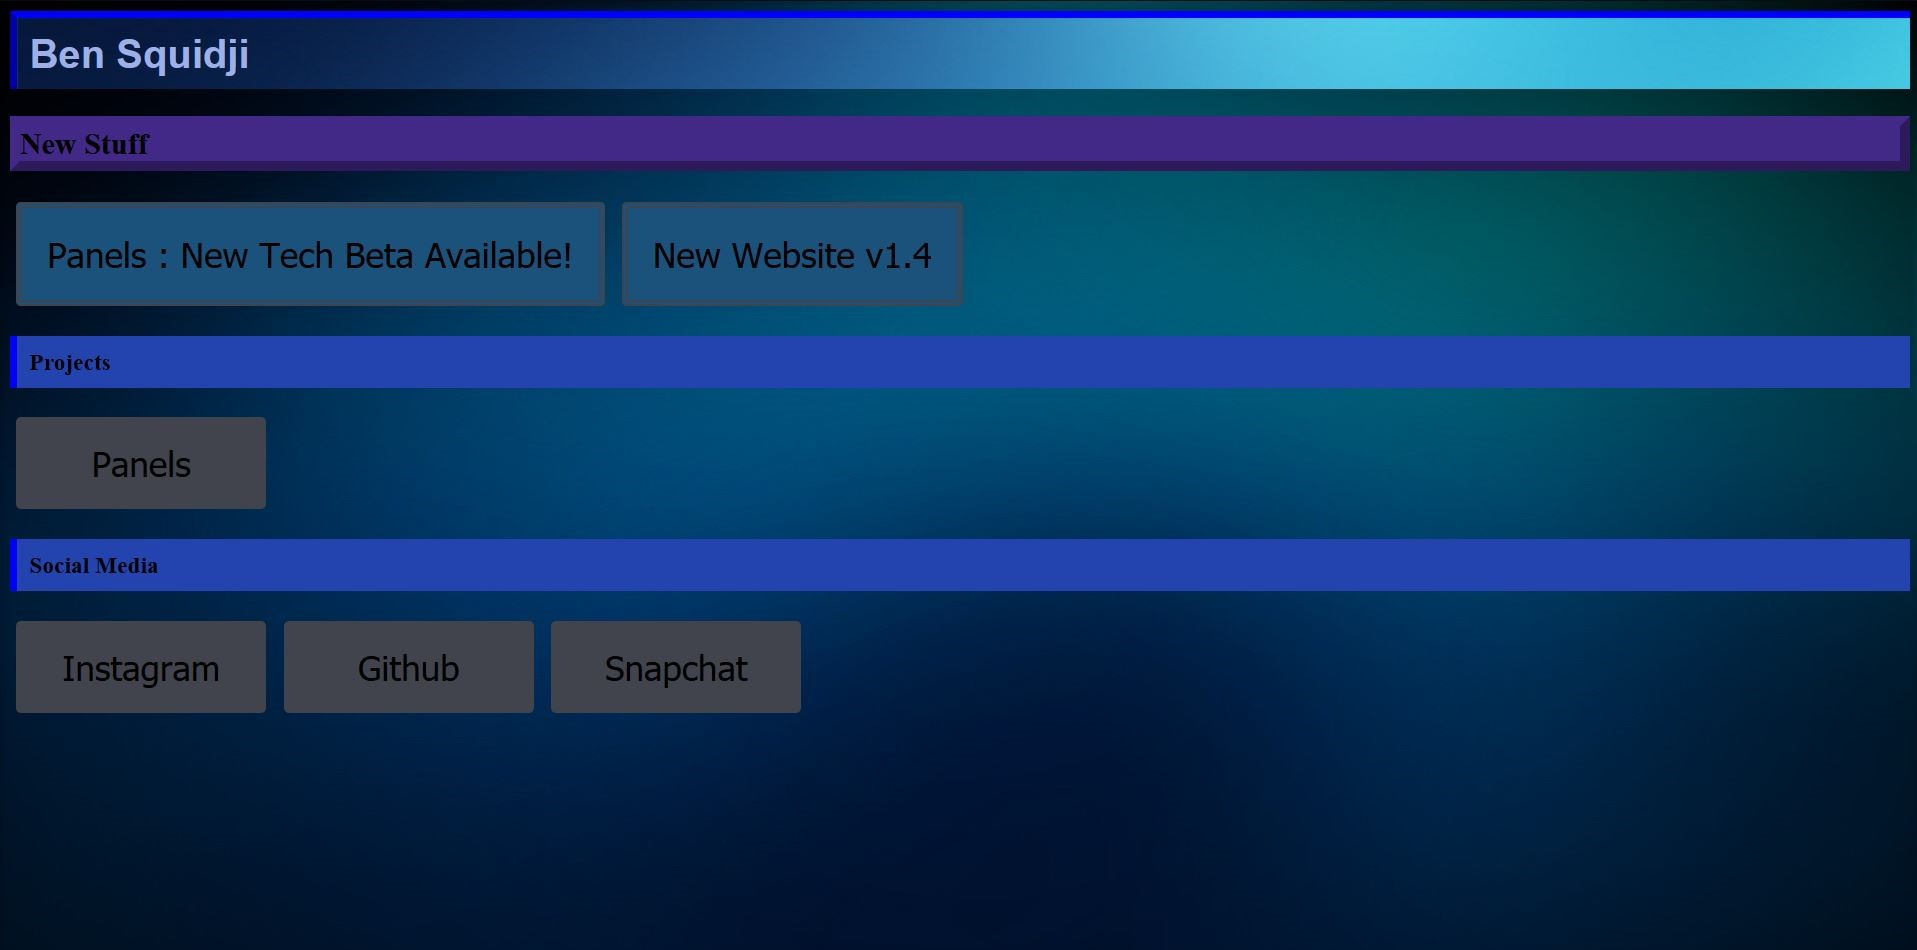 Ben Squidji
New Stuff
Panels : New Tech Beta Available!
New Website v1.4
Projects
Panels
Social Media
Instagram
Github
Snapchat